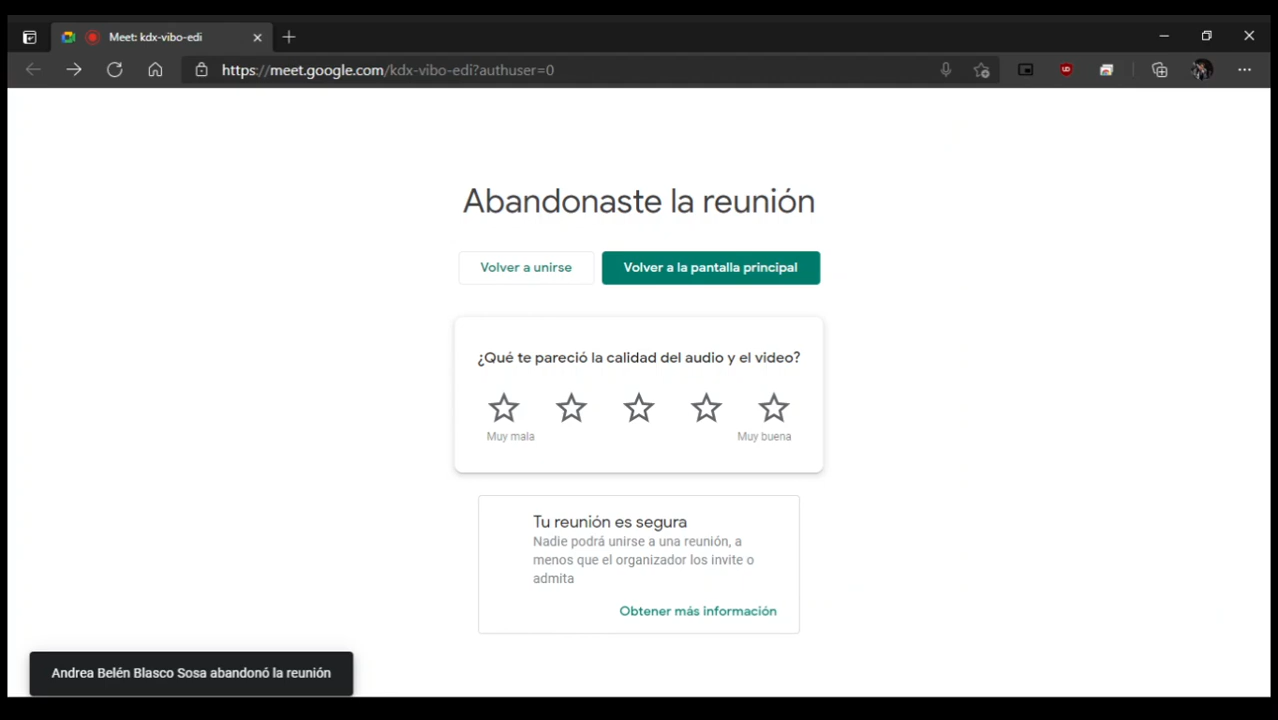 Meet: kdx-vibo-edi
https://meet.google.com/kdx-vibo-edi?authuser=0
Abandonaste la reunión
Volver a unirse
Volver a la pantalla principal
¿Qué te pareció la calidad del audio y el video?
Muy mala
Muy buena
Tu reunión es segura
Nadie podrá unirse a una reunión, a
menos que el organizador los invite o
admita
Obtener más información
Andrea Belén Blasco Sosa abandonó la reunión